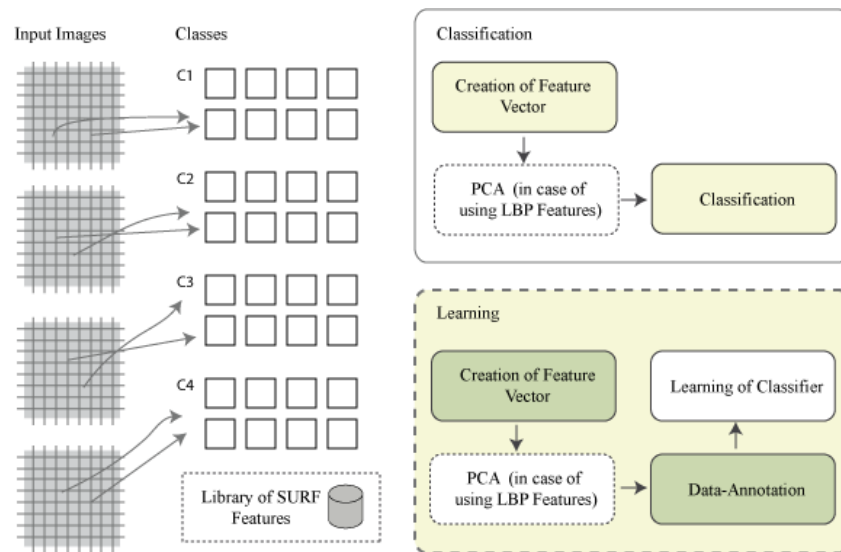 Input Images
Classes
C1
C2
C3
C4
Library of SURF
Features
Classification
Creation of Feature
Vector
PCA (in case of
using LBP Features)
Classification
Learning
Creation of Feature
Vector
Learning of Classifier
PCA (in case of
using LBP Features)
Data-Annotation